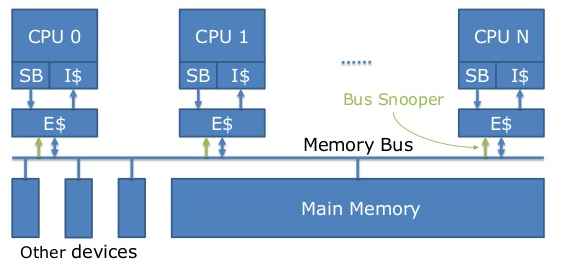 CPU 0
CPU 1
......
CPU N
SB I$
SB I$
SB I$
Bus Snooper
E$
E$
E$
Memory Bus
Main Memory
Other devices